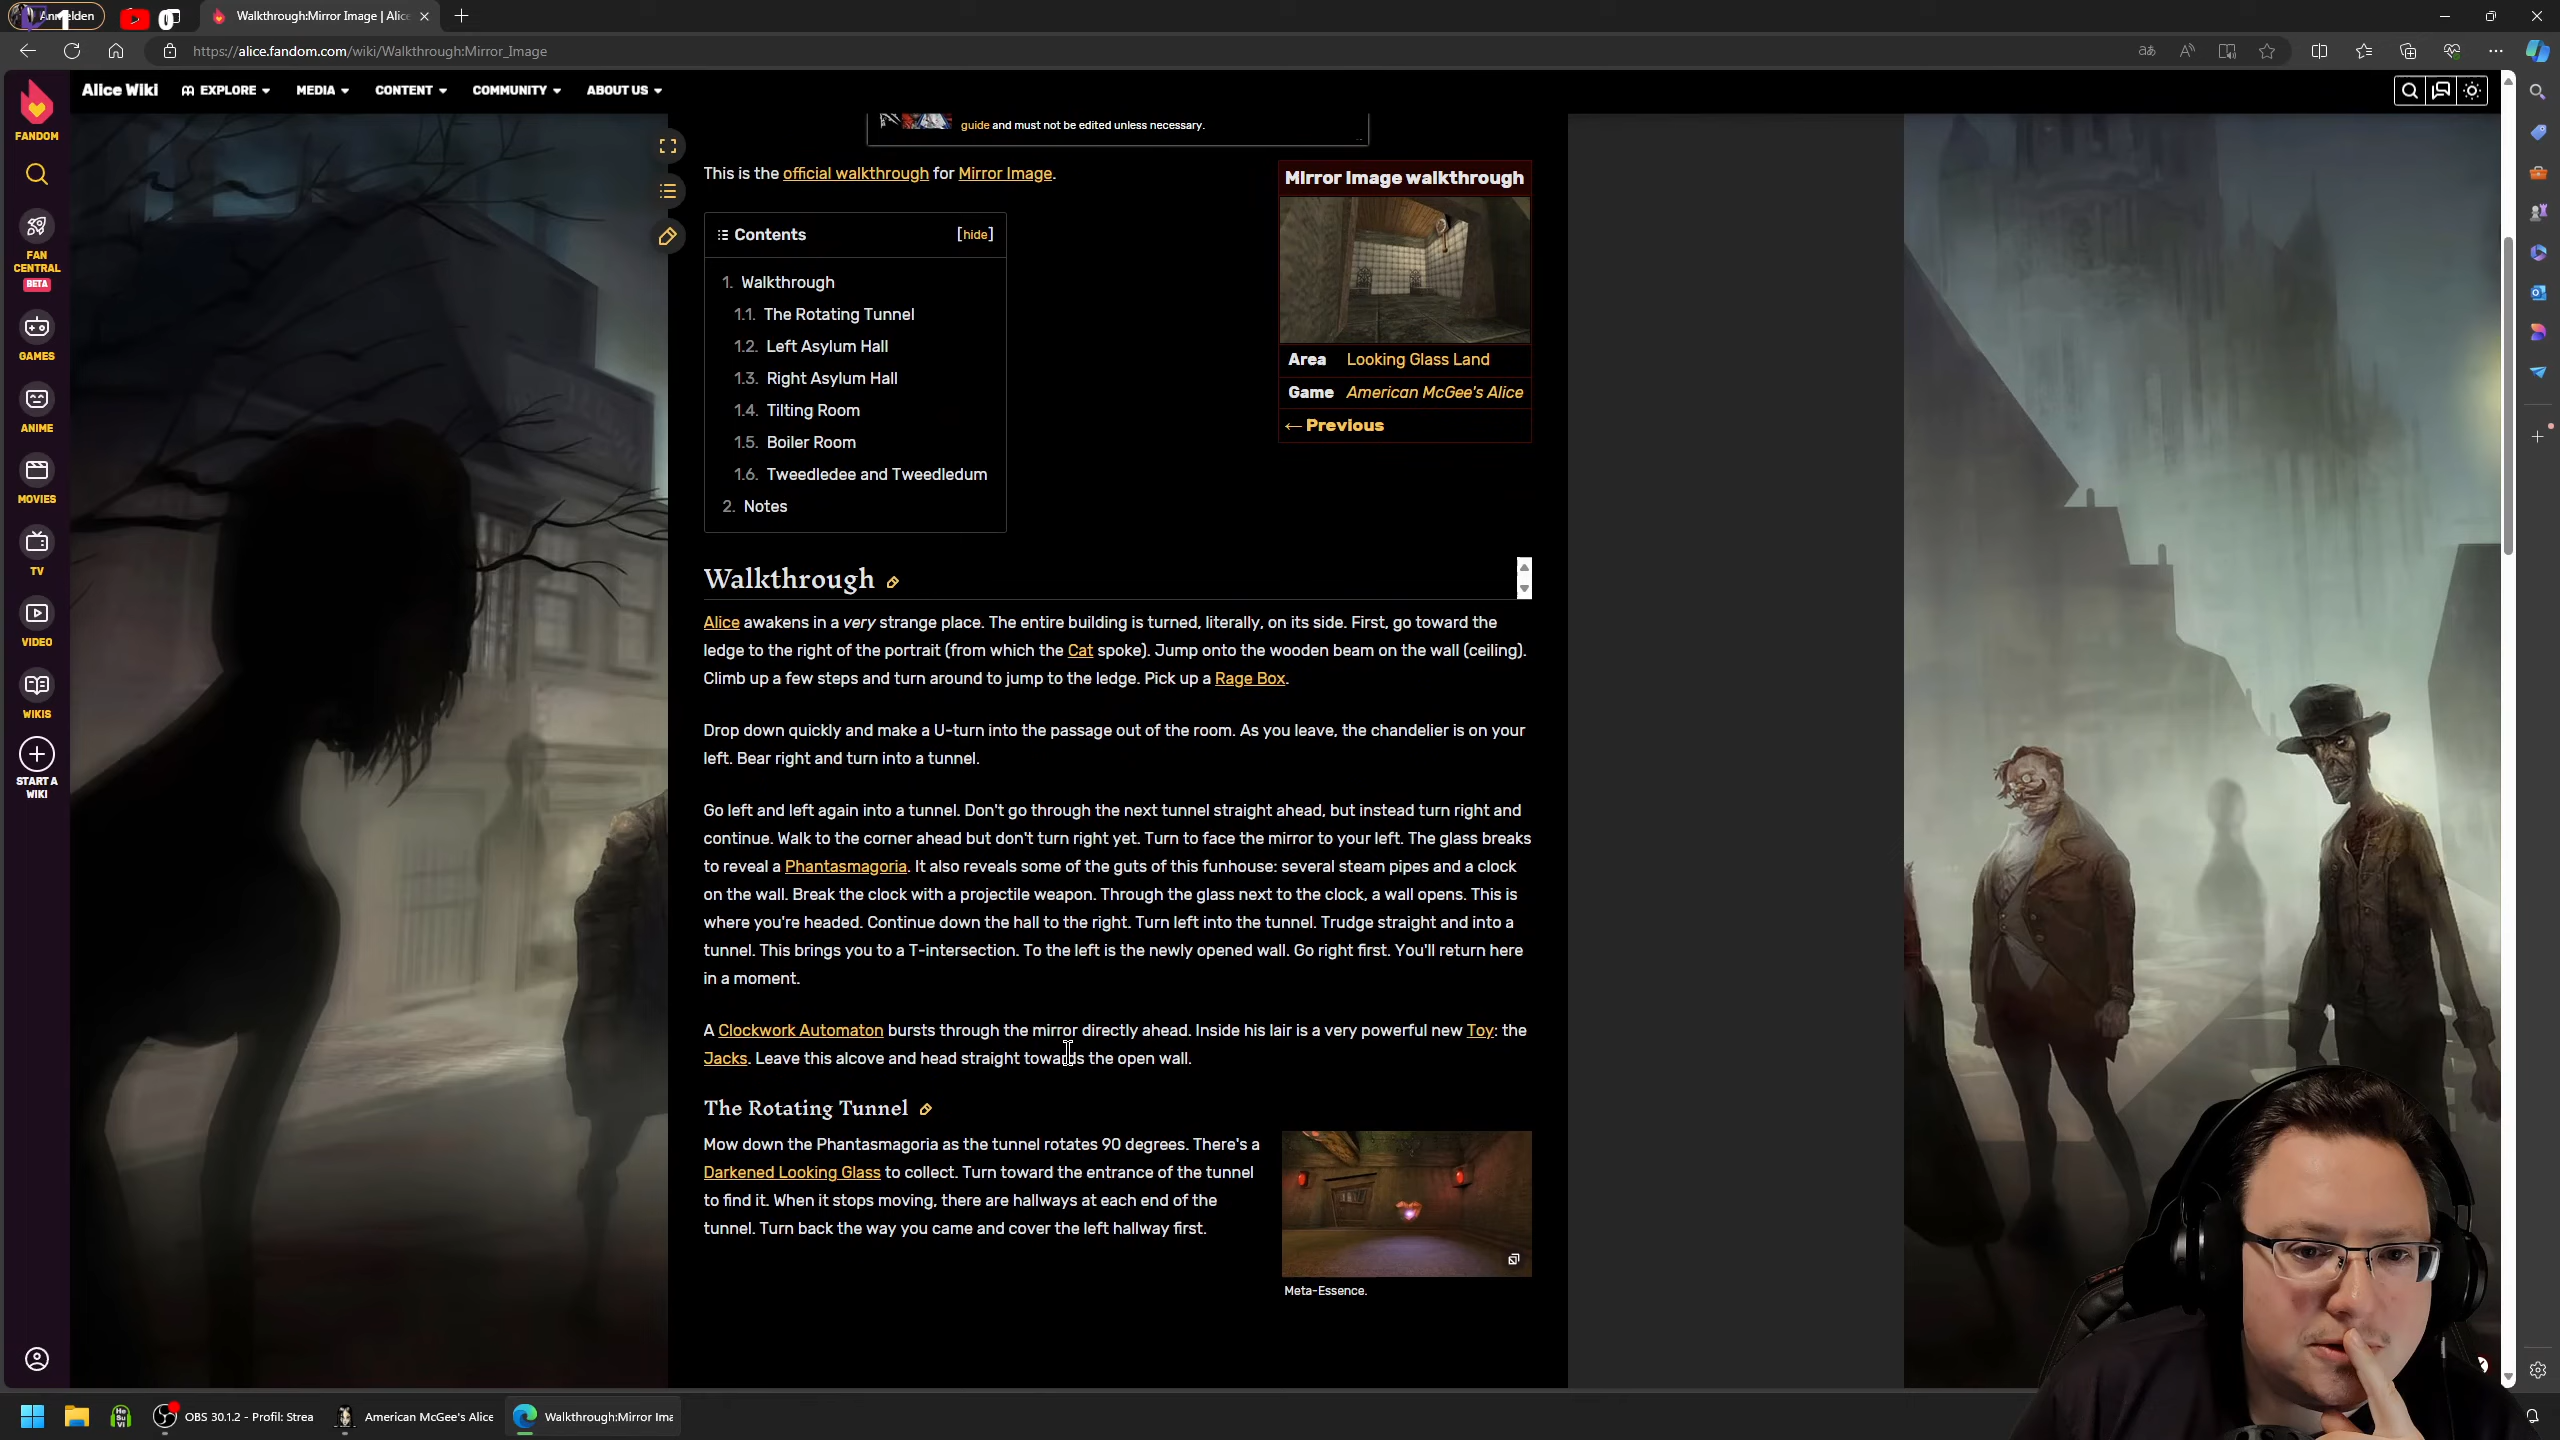 Anmelden
1
0
Walkthrough:Mirror Image | Alice
https://alice.fandom.com/wiki/Walkthrough:Mirror_Image
Alice Wiki
EXPLORE
MEDIA
CONTENT
COMMUNITY
ABOUT US
FANDOM
FAN CENTRAL
BETA
GAMES
ANIME
MOVIES
TV
VIDEO
WIKIS
START A WIKI
guide and must not be edited unless necessary.
This is the official walkthrough for Mirror Image.
Contents [hide]
1. Walkthrough
1.1. The Rotating Tunnel
1.2. Left Asylum Hall
1.3. Right Asylum Hall
1.4. Tilting Room
1.5. Boiler Room
1.6. Tweedledee and Tweedledum
2. Notes
Mirror Image walkthrough
Area Looking Glass Land
Game American McGee's Alice
← Previous
Walkthrough
Alice awakens in a very strange place. The entire building is turned, literally, on its side. First, go toward the
ledge to the right of the portrait (from which the Cat spoke). Jump onto the wooden beam on the wall (ceiling).
Climb up a few steps and turn around to jump to the ledge. Pick up a Rage Box.
Drop down quickly and make a U-turn into the passage out of the room. As you leave, the chandelier is on your
left. Bear right and turn into a tunnel.
Go left and left again into a tunnel. Don't go through the next tunnel straight ahead, but instead turn right and
continue. Walk to the corner ahead but don't turn right yet. Turn to face the mirror to your left. The glass breaks
to reveal a Phantasmagoria. It also reveals some of the guts of this funhouse: several steam pipes and a clock
on the wall. Break the clock with a projectile weapon. Through the glass next to the clock, a wall opens. This is
where you're headed. Continue down the hall to the right. Turn left into the tunnel. Trudge straight and into a
tunnel. This brings you to a T-intersection. To the left is the newly opened wall. Go right first. You'll return here
in a moment.
A Clockwork Automaton bursts through the mirror directly ahead. Inside his lair is a very powerful new Toy: the
Jacks. Leave this alcove and head straight towards the open wall.
The Rotating Tunnel
Mow down the Phantasmagoria as the tunnel rotates 90 degrees. There's a
Darkened Looking Glass to collect. Turn toward the entrance of the tunnel
to find it. When it stops moving, there are hallways at each end of the
tunnel. Turn back the way you came and cover the left hallway first.
Meta-Essence.
OBS 30.1.2 - Profil: Strea
American McGee's Alice
Walkthrough:Mirror Ima